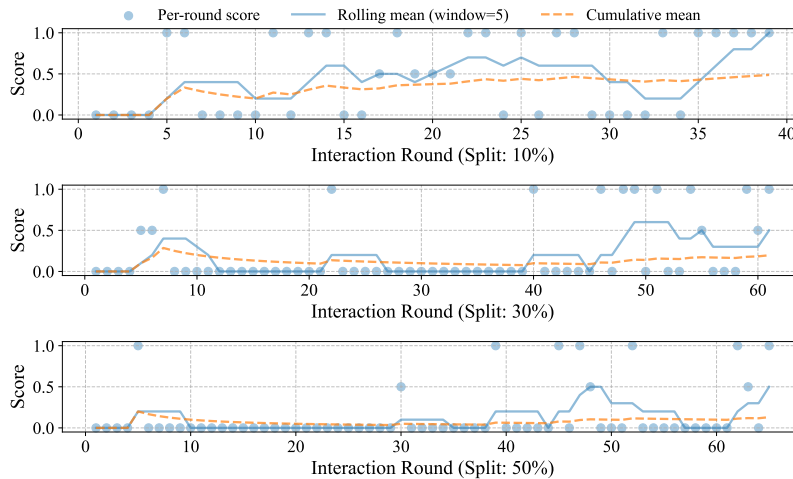 Per-round score Rolling mean (window=5) Cumulative mean
1.0
0.5
0.0
Score
0 5 10 15 20 25 30 35 40
Interaction Round (Split: 10%)
1.0
0.5
0.0
Score
0 10 20 30 40 50 60
Interaction Round (Split: 30%)
1.0
0.5
0.0
Score
0 10 20 30 40 50 60
Interaction Round (Split: 50%)